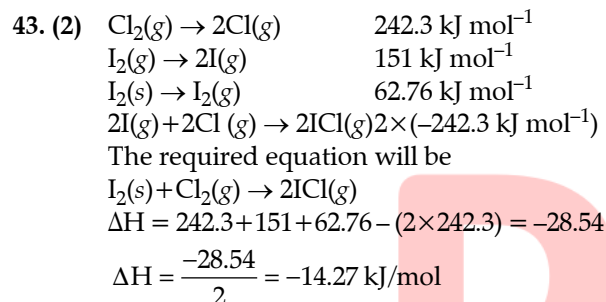 43. (2) Cl₂(g) → 2Cl(g) 242.3 kJ mol⁻¹
I₂(g) → 2I(g) 151 kJ mol⁻¹
I₂(s) → I₂(g) 62.76 kJ mol⁻¹
2I(g)+2Cl (g) → 2ICl(g)2×(–242.3 kJ mol⁻¹)
The required equation will be
I₂(s)+Cl₂(g) → 2ICl(g)
ΔH = 242.3+151+62.76 – (2×242.3) = –28.54
ΔH = −28.54/2 = −14.27 kJ/mol